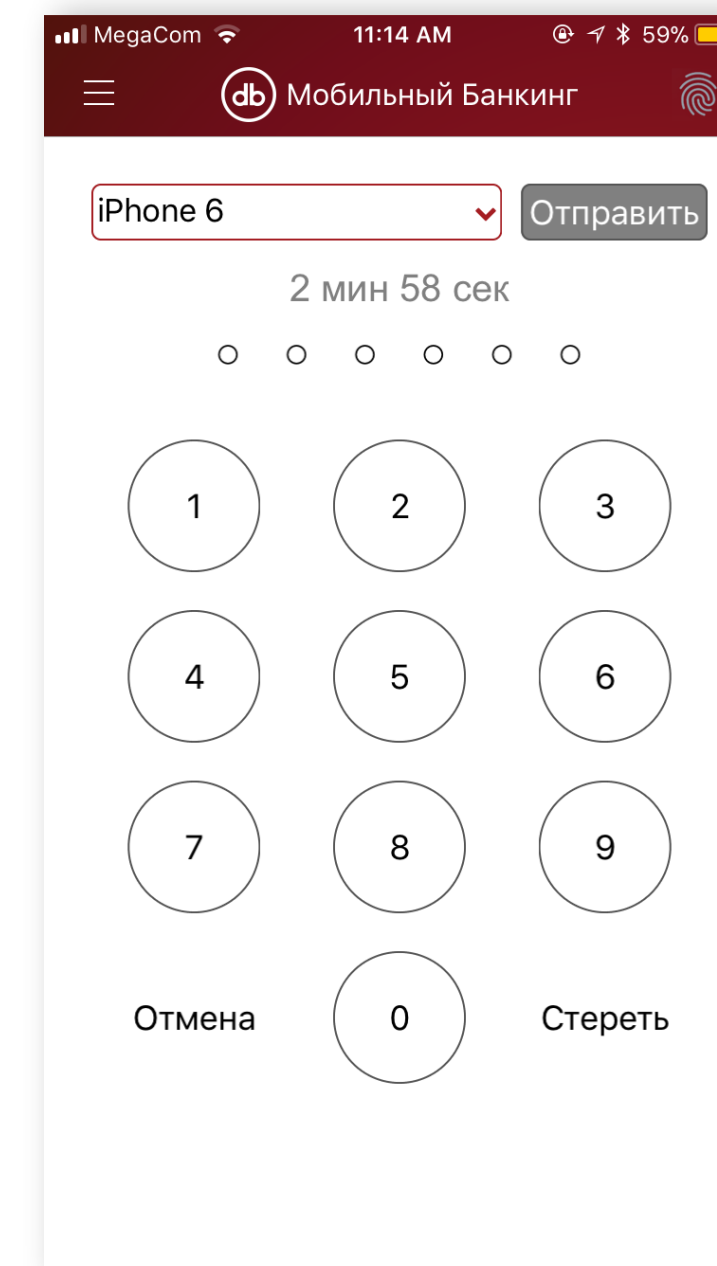 MegaCom 11:14 AM 59%
db Мобильный Банкинг
iPhone 6 Отправить
2 мин 58 сек
1 2 3
4 5 6
7 8 9
Отмена 0 Стереть